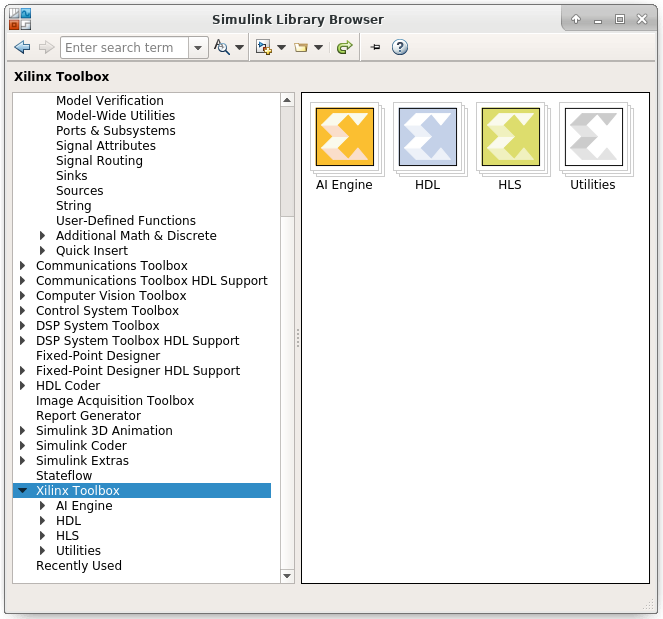 Simulink Library Browser
Enter search term
Xilinx Toolbox
Model Verification
Model-Wide Utilities
Ports & Subsystems
Signal Attributes
Signal Routing
Sinks
Sources
String
User-Defined Functions
Additional Math & Discrete
Quick Insert
Communications Toolbox
Communications Toolbox HDL Support
Computer Vision Toolbox
Control System Toolbox
DSP System Toolbox
DSP System Toolbox HDL Support
Fixed-Point Designer
Fixed-Point Designer HDL Support
HDL Coder
Image Acquisition Toolbox
Report Generator
Simulink 3D Animation
Simulink Coder
Simulink Extras
Stateflow
Xilinx Toolbox
AI Engine
HDL
HLS
Utilities
Recently Used
AI Engine HDL HLS Utilities